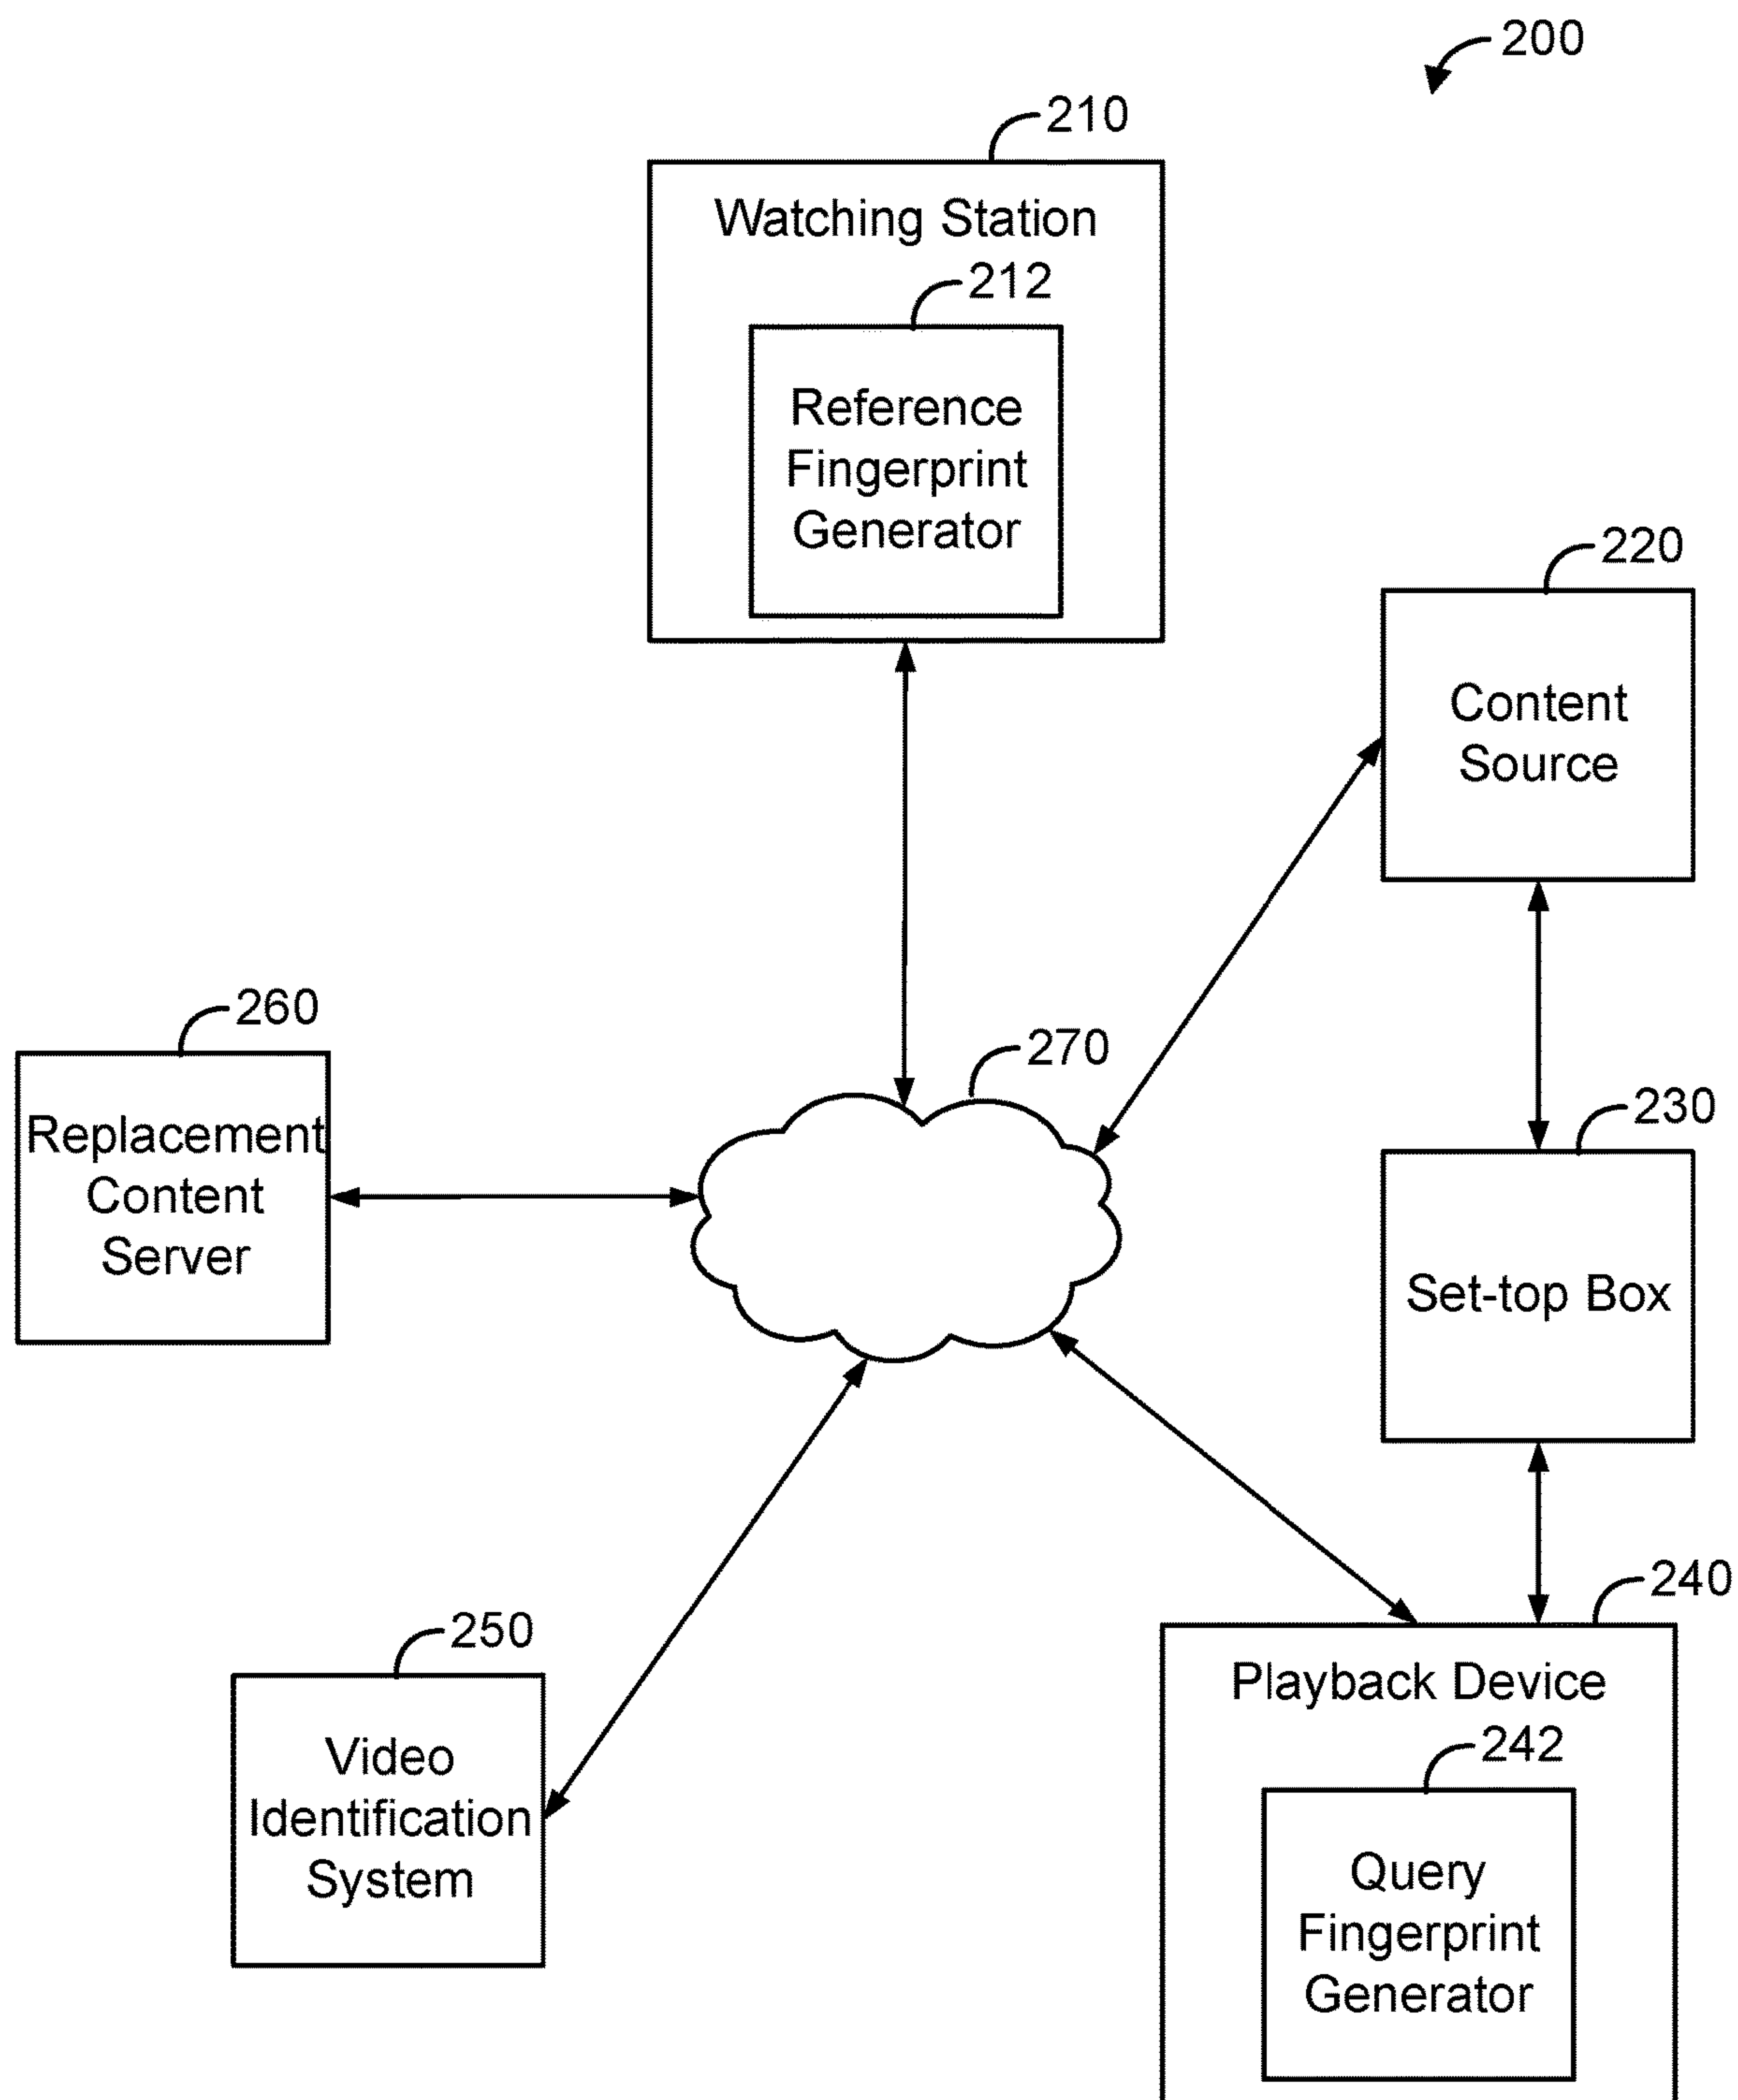 200
210
Watching Station
212
Reference
Fingerprint
Generator
220
Content
Source
260
Replacement
Content
Server
270
230
Set-top Box
250
Video
Identification
System
240
Playback Device
242
Query
Fingerprint
Generator